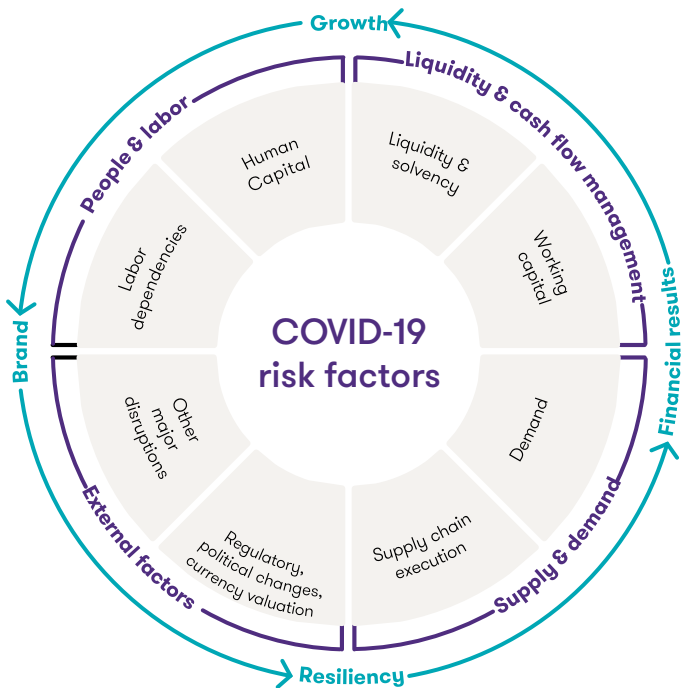 Growth
Liquidity & cash flow management
People & labor
Human
Capital
Liquidity &
solvency
Labor
dependencies
Working
capital
COVID-19
risk factors
Brand
Financial results
Other
major
disruptions
Demand
Regulatory,
political changes,
currency valuation
Supply chain
execution
External factors
Supply & demand
Resiliency